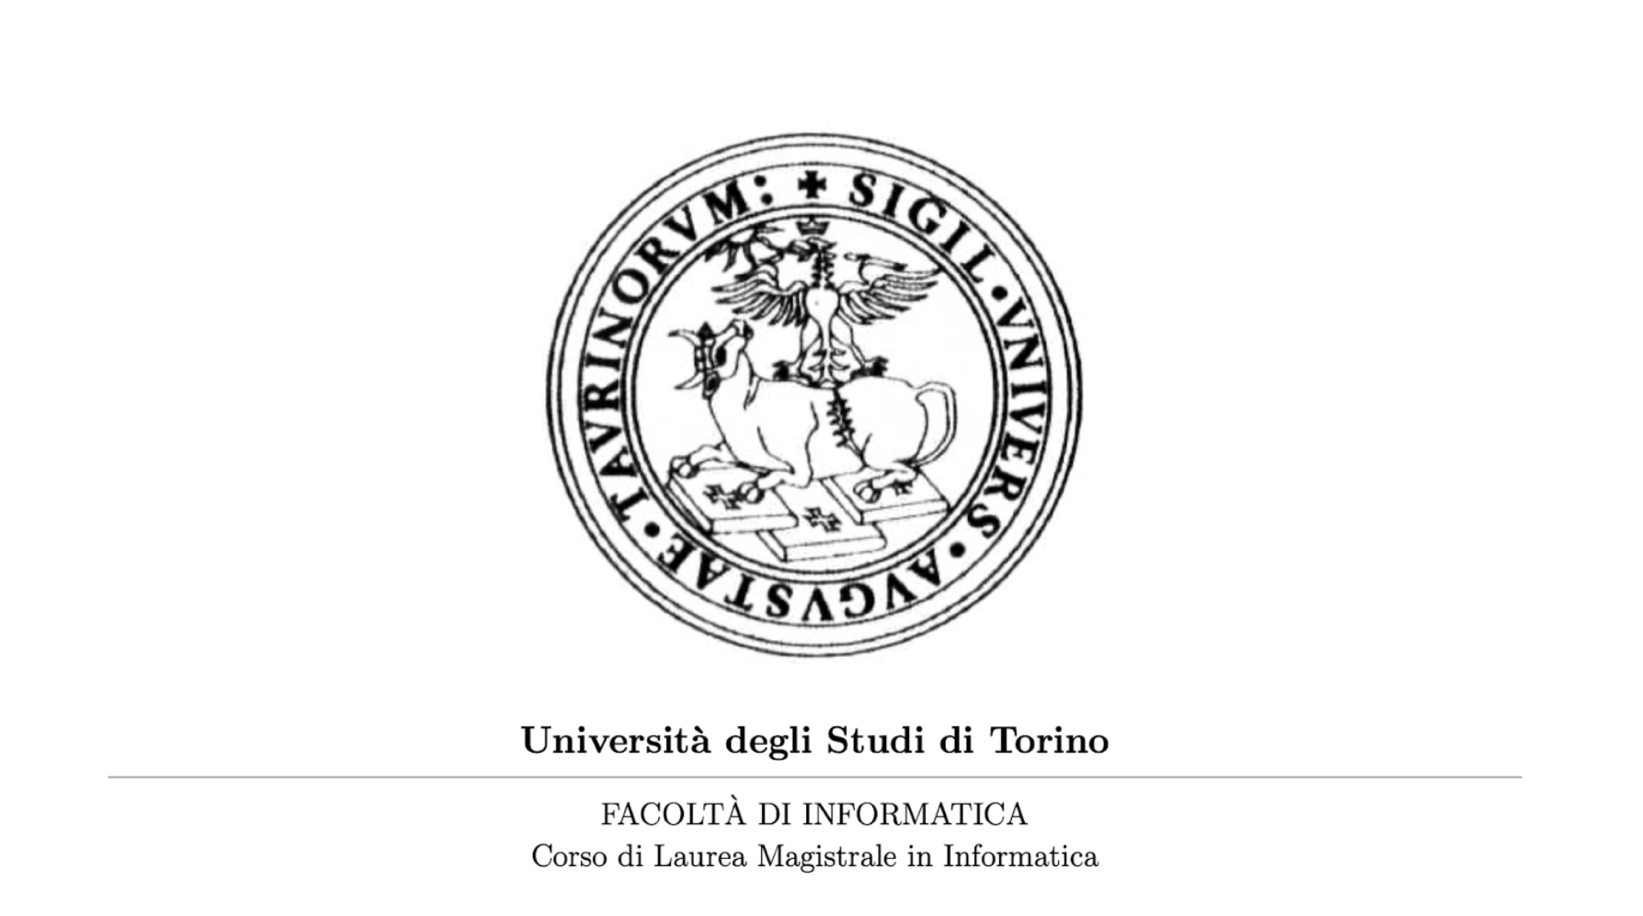 ✚ SIGIL · VNIVERS · AVGVSTAE · TAVRINORVM:
Università degli Studi di Torino
FACOLTÀ DI INFORMATICA
Corso di Laurea Magistrale in Informatica